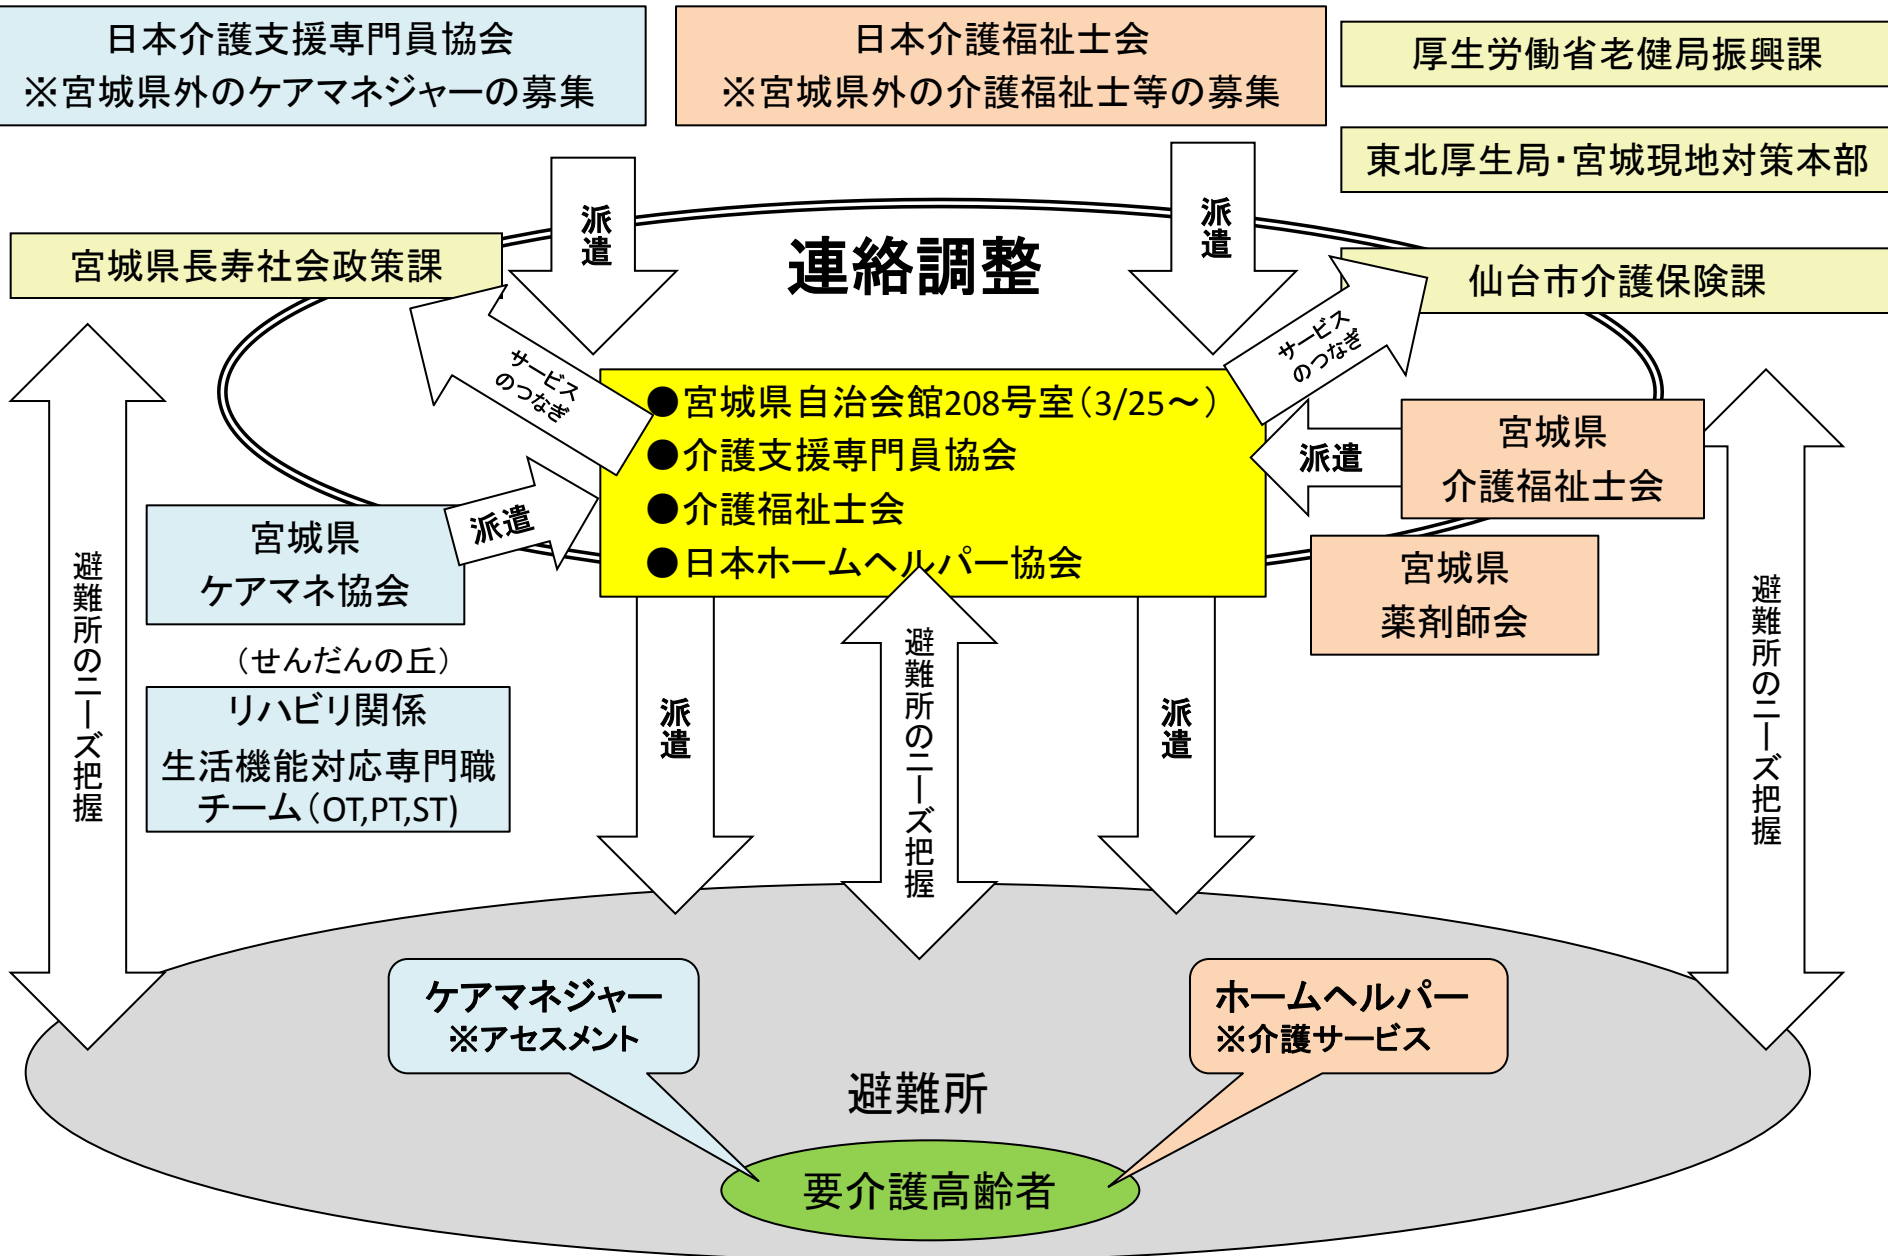 日本介護支援専門員協会
※宮城県外のケアマネジャーの募集
日本介護福祉士会
※宮城県外の介護福祉士等の募集
厚生労働省老健局振興課
東北厚生局・宮城現地対策本部
派遣
派遣
連絡調整
宮城県長寿社会政策課
仙台市介護保険課
サービス
のつなぎ
サービス
のつなぎ
●宮城県自治会館208号室（3/25～）
●介護支援専門員協会
●介護福祉士会
●日本ホームヘルパー協会
派遣
宮城県
介護福祉士会
派遣
宮城県
ケアマネ協会
宮城県
薬剤師会
（せんだんの丘）
リハビリ関係
生活機能対応専門職
チーム（OT,PT,ST)
避難所のニーズ把握
派遣
避難所のニーズ把握
派遣
避難所のニーズ把握
ケアマネジャー
※アセスメント
ホームヘルパー
※介護サービス
避難所
要介護高齢者